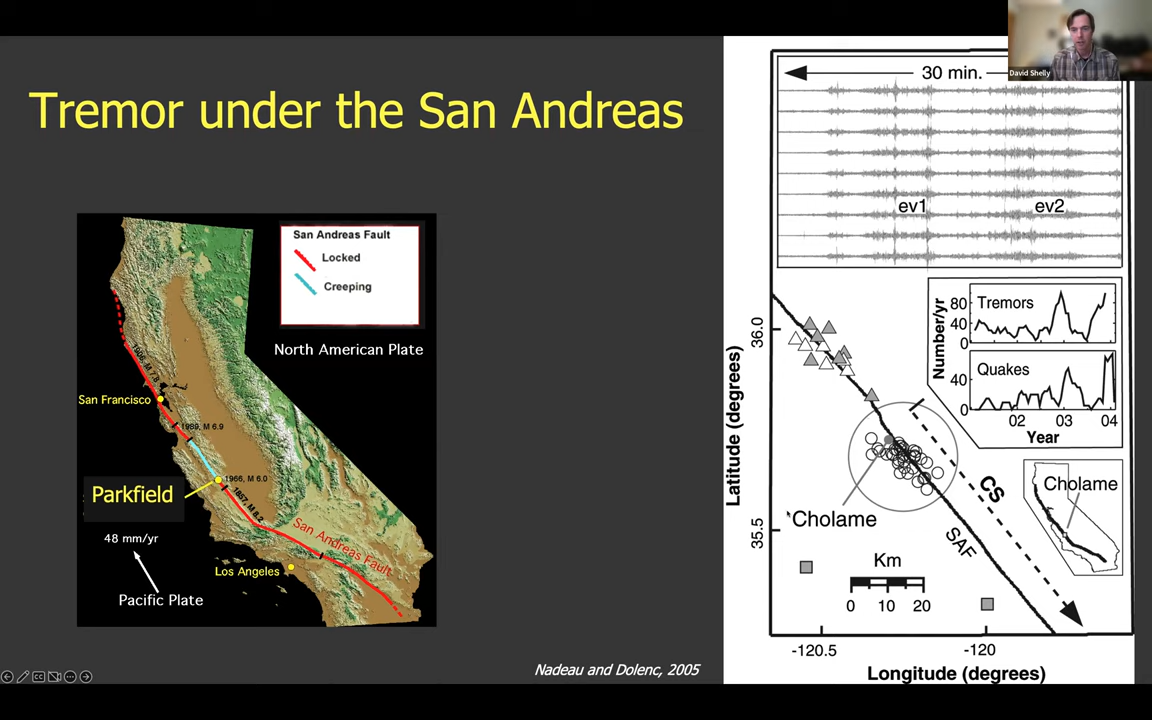 Tremor under the San Andreas
San Andreas Fault
Locked
Creeping
North American Plate
1906, M 7.8
San Francisco
1989, M 6.9
Parkfield
1966, M 6.0
1857, M 8.2
48 mm/yr
San Andreas Fault
Los Angeles
Pacific Plate
Nadeau and Dolenc, 2005
David Shelly
30 min.
ev1
ev2
Number/yr
80
40
0
Tremors
40
0
Quakes
02
03
04
Year
Latitude (degrees)
36.0
35.5
Cholame
CS
SAF
Cholame
Km
0
10
20
-120.5
-120
Longitude (degrees)